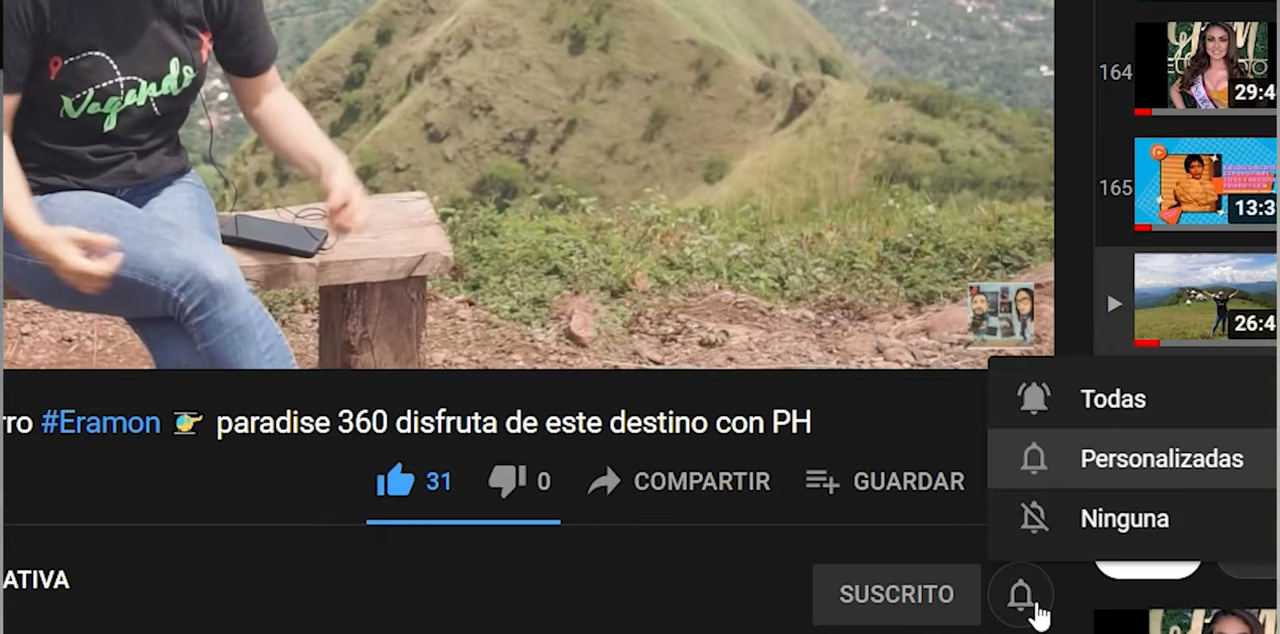 Vagando
164
29:4
165
13:3
26:4
rro #Eramon paradise 360 disfruta de este destino con PH
31 0 COMPARTIR GUARDAR
Todas
Personalizadas
Ninguna
ATIVA
SUSCRITO